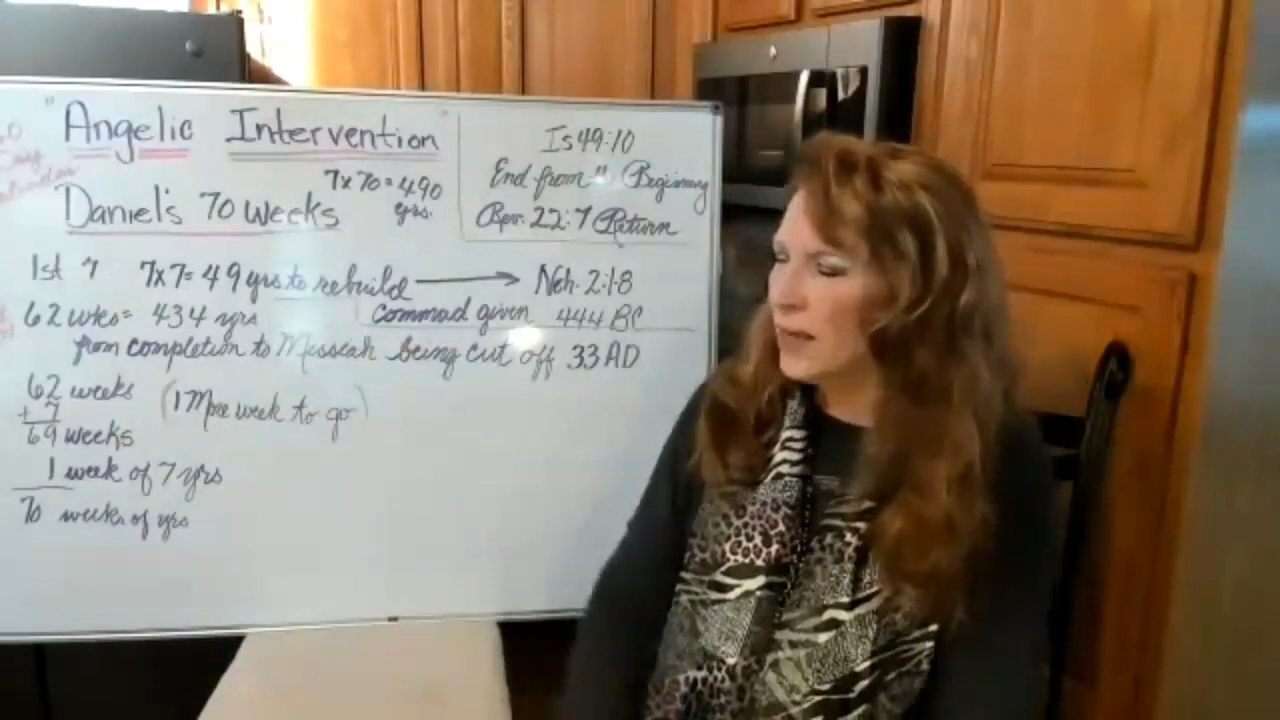 "Angelic Intervention"
7x70=490
yrs.
Daniel's 70 Weeks
Is 49:10
End from " Beginning
Rev. 22:7 Return
1st 7 7x7=49 yrs to rebuild → Neh. 2:1-8
62 wks= 434 yrs Commad given 444 BC
from completion to Messeah being cut off 33 AD
62 weeks (1 More week to go)
+ 7
69 weeks
1 week of 7 yrs
70 weeks of yrs